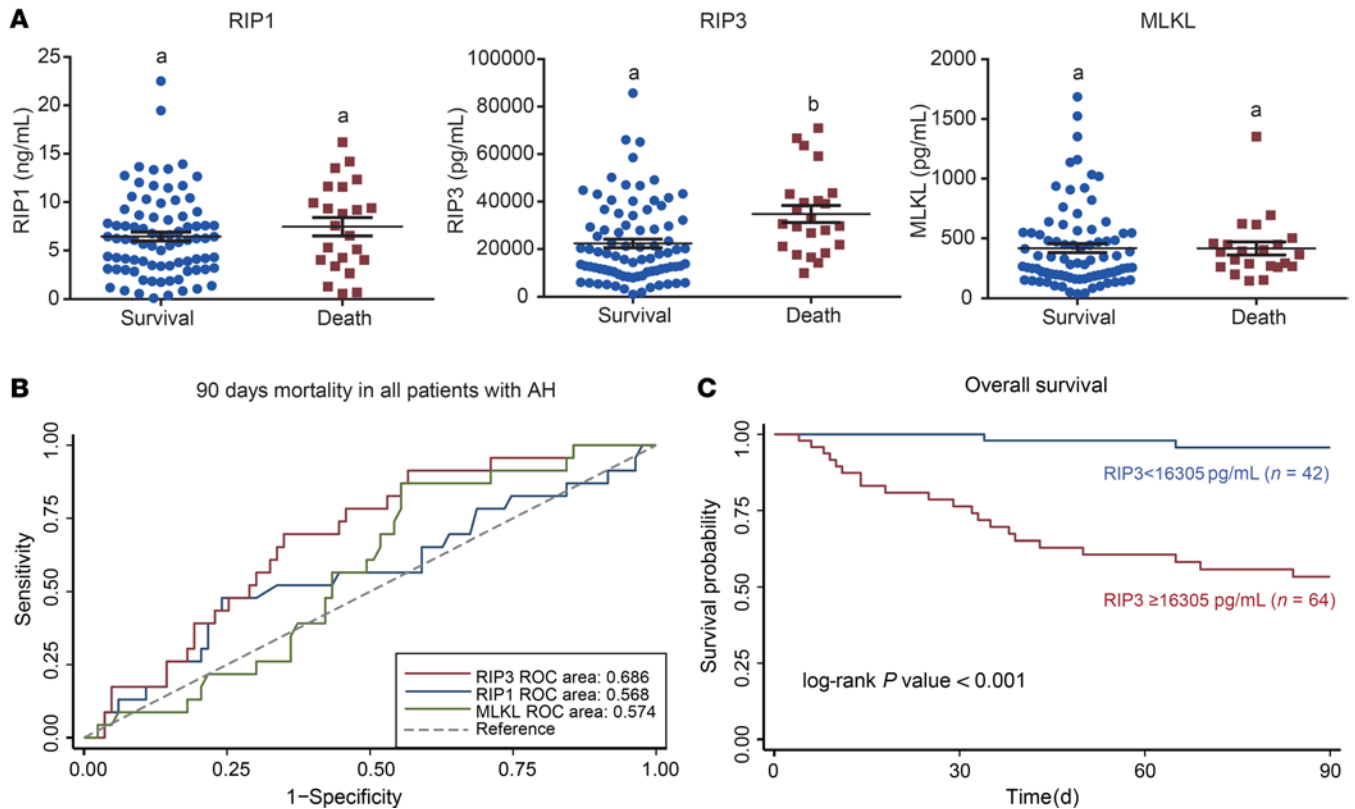 A
RIP1
RIP3
MLKL
RIP1 (ng/mL)
25
20
15
10
5
0
a
a
Survival
Death
RIP3 (pg/mL)
100000
80000
60000
40000
20000
0
a
b
Survival
Death
MLKL (pg/mL)
2000
1500
1000
500
0
a
a
Survival
Death
B
90 days mortality in all patients with AH
Sensitivity
1.00
0.75
0.50
0.25
0.00
RIP3 ROC area: 0.686
RIP1 ROC area: 0.568
MLKL ROC area: 0.574
Reference
0.00
0.25
0.50
0.75
1.00
1−Specificity
C
Overall survival
Survival probability
1.00
0.75
0.50
0.25
0.00
RIP3<16305 pg/mL (n = 42)
RIP3 ≥16305 pg/mL (n = 64)
log-rank P value < 0.001
0
30
60
90
Time(d)